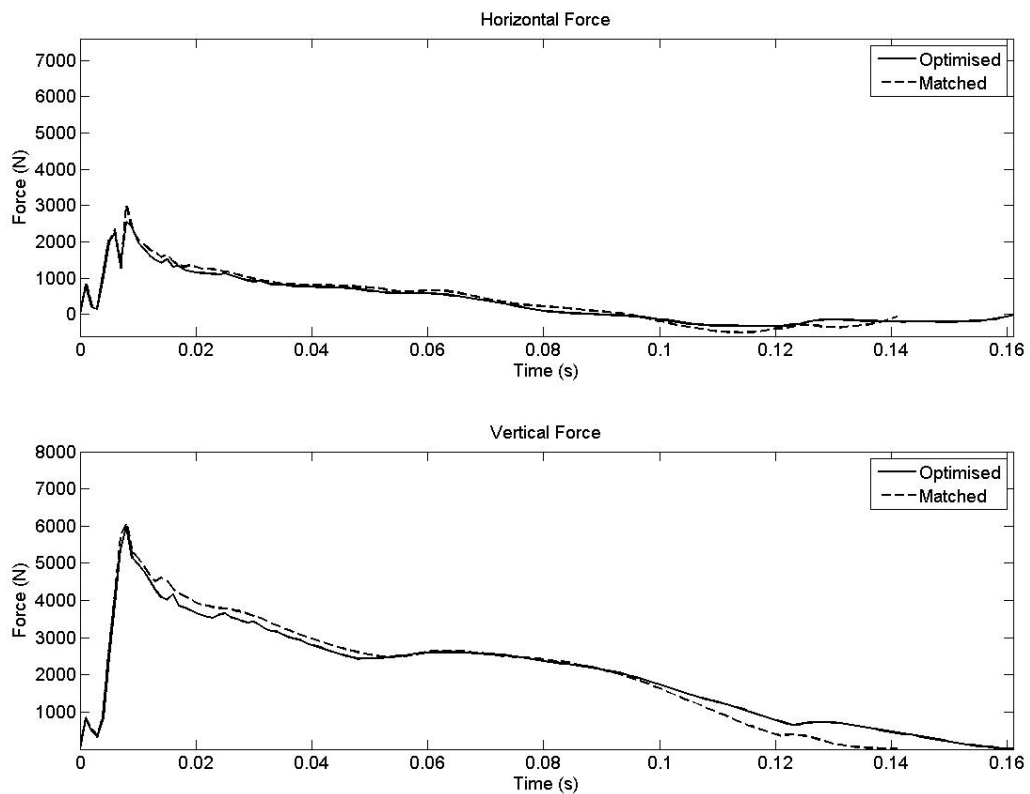 Horizontal Force
7000
6000
5000
4000
3000
2000
1000
0
Force (N)
Optimised
Matched
0 0.02 0.04 0.06 0.08 0.1 0.12 0.14 0.16
Time (s)
Vertical Force
8000
7000
6000
5000
4000
3000
2000
1000
Force (N)
Optimised
Matched
0 0.02 0.04 0.06 0.08 0.1 0.12 0.14 0.16
Time (s)